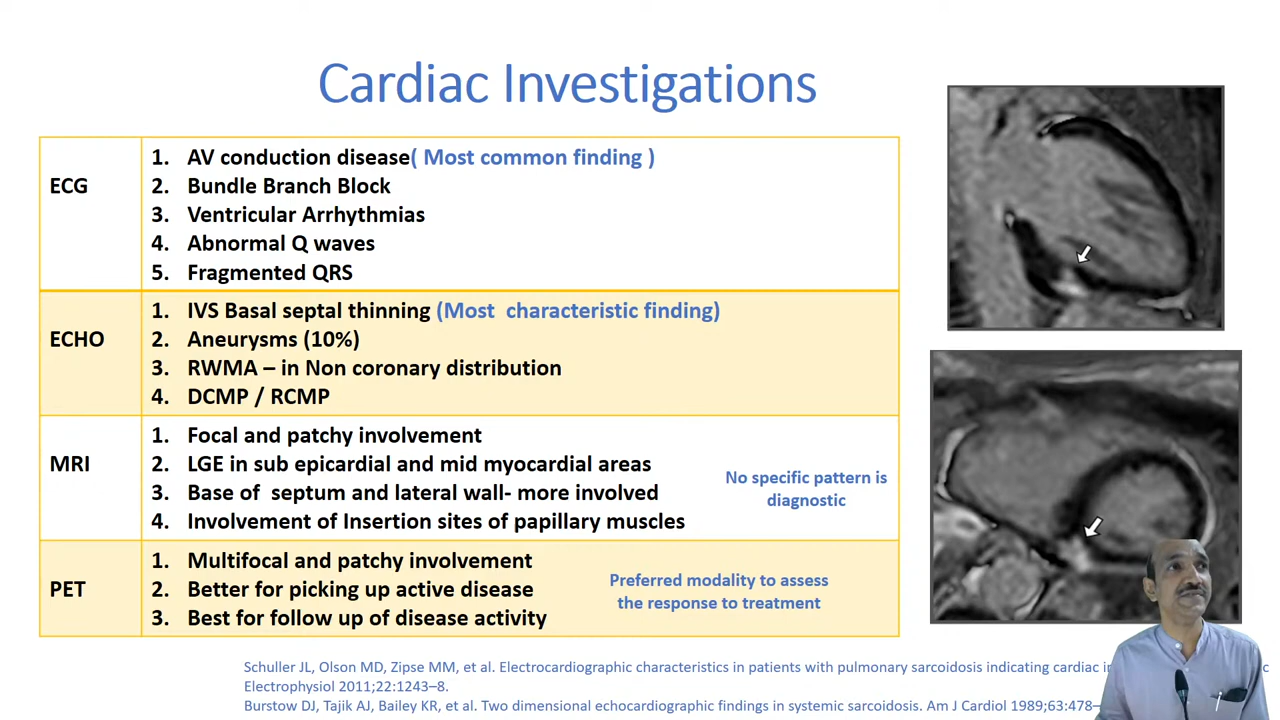 Cardiac Investigations
ECG
1. AV conduction disease( Most common finding )
2. Bundle Branch Block
3. Ventricular Arrhythmias
4. Abnormal Q waves
5. Fragmented QRS
ECHO
1. IVS Basal septal thinning (Most characteristic finding)
2. Aneurysms (10%)
3. RWMA – in Non coronary distribution
4. DCMP / RCMP
MRI
1. Focal and patchy involvement
2. LGE in sub epicardial and mid myocardial areas
3. Base of septum and lateral wall- more involved
4. Involvement of Insertion sites of papillary muscles
No specific pattern is
diagnostic
PET
1. Multifocal and patchy involvement
2. Better for picking up active disease
3. Best for follow up of disease activity
Preferred modality to assess
the response to treatment
Schuller JL, Olson MD, Zipse MM, et al. Electrocardiographic characteristics in patients with pulmonary sarcoidosis indicating cardiac
Electrophysiol 2011;22:1243–8.
Burstow DJ, Tajik AJ, Bailey KR, et al. Two dimensional echocardiographic findings in systemic sarcoidosis. Am J Cardiol 1989;63:478–